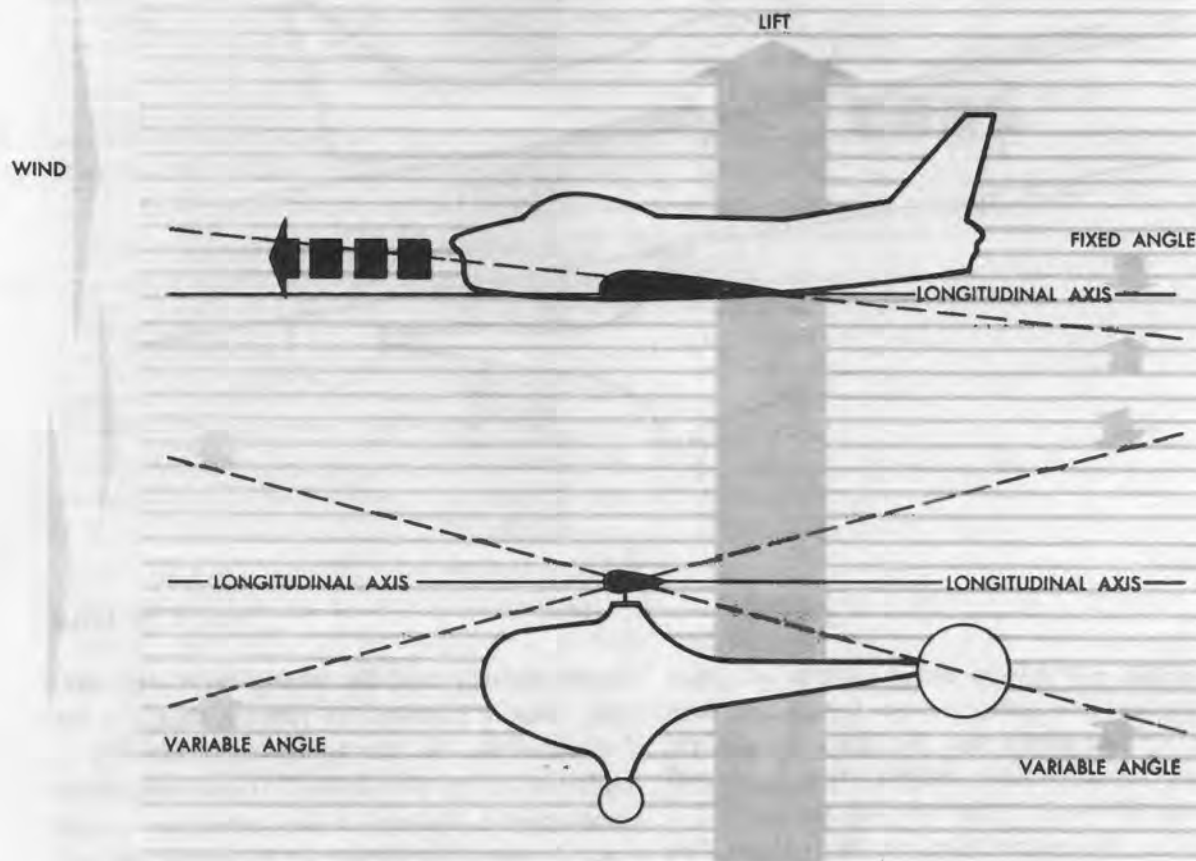 LIFT
WIND
FIXED ANGLE
LONGITUDINAL AXIS
LONGITUDINAL AXIS
LONGITUDINAL AXIS
VARIABLE ANGLE
VARIABLE ANGLE